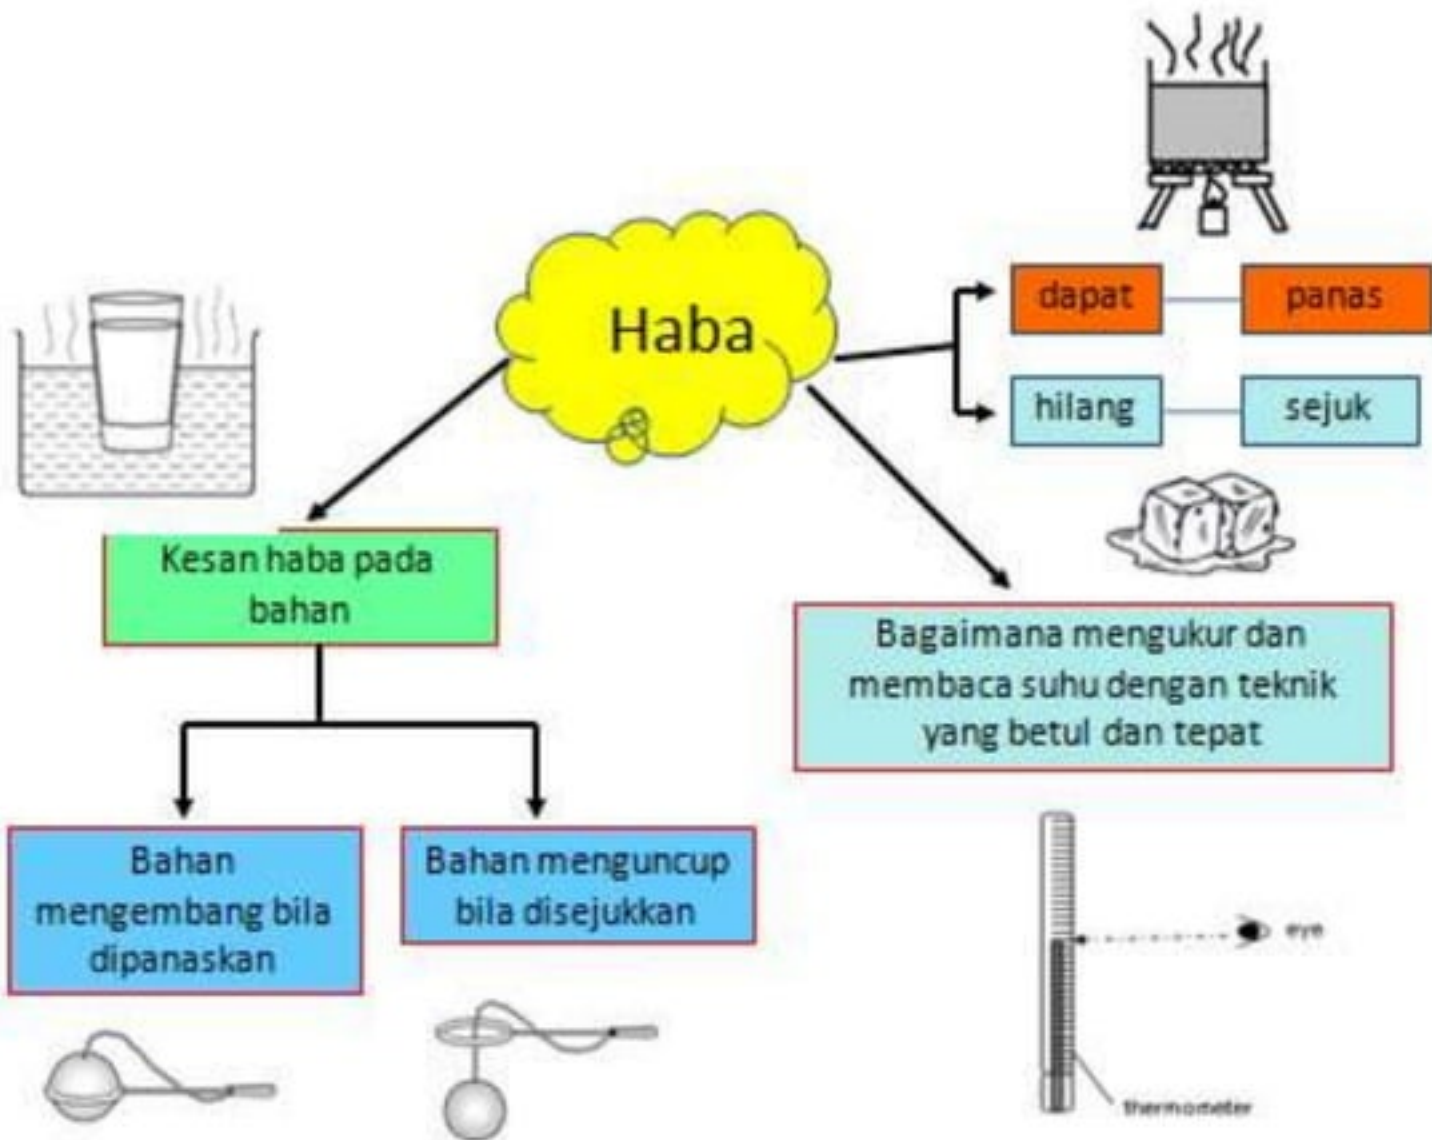 Haba
dapat
panas
hilang
sejuk
Kesan haba pada
bahan
Bagaimana mengukur dan
membaca suhu dengan teknik
yang betul dan tepat
Bahan
mengembang bila
dipanaskan
Bahan menguncup
bila disejukkan
eye
thermometer